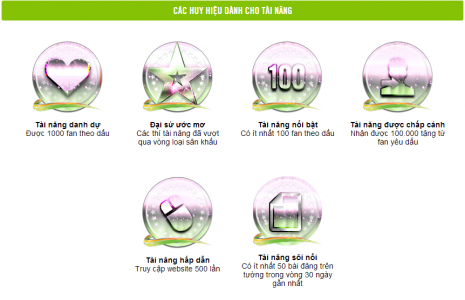 CÁC HUY HIỆU DÀNH CHO TÀI NĂNG
100
Tài năng danh dự
Được 1000 fan theo dấu
Đại sứ ước mơ
Các thí tài năng đã vượt
qua vòng loại sân khấu
Tài năng nổi bật
Có ít nhất 100 fan theo dấu
Tài năng được chắp cánh
Nhận được 100.000 tặng từ
fan yêu dấu
Tài năng hấp dẫn
Truy cập website 500 lần
Tài năng sôi nổi
Có ít nhất 50 bài đăng trên
tường trong vòng 30 ngày
gần nhất